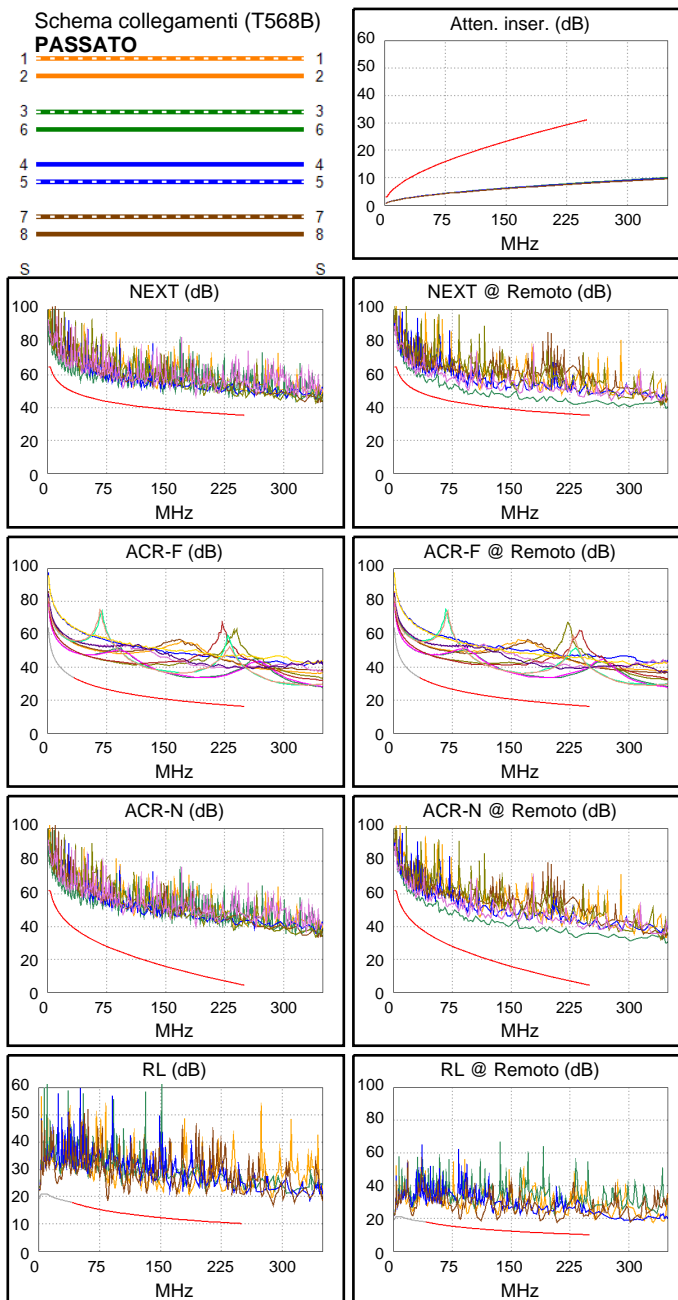 Schema collegamenti (T568B)
PASSATO
1 1
2 2
3 3
6 6
4 4
5 5
7 7
8 8
S S
Atten. inser. (dB)
60
50
40
30
20
10
0
0 75 150 225 300
MHz
NEXT (dB)
100
80
60
40
20
0
0 75 150 225 300
MHz
NEXT @ Remoto (dB)
100
80
60
40
20
0
0 75 150 225 300
MHz
ACR-F (dB)
100
80
60
40
20
0
0 75 150 225 300
MHz
ACR-F @ Remoto (dB)
100
80
60
40
20
0
0 75 150 225 300
MHz
ACR-N (dB)
100
80
60
40
20
0
0 75 150 225 300
MHz
ACR-N @ Remoto (dB)
100
80
60
40
20
0
0 75 150 225 300
MHz
RL (dB)
60
50
40
30
20
10
0
0 75 150 225 300
MHz
RL @ Remoto (dB)
100
80
60
40
20
0
0 75 150 225 300
MHz